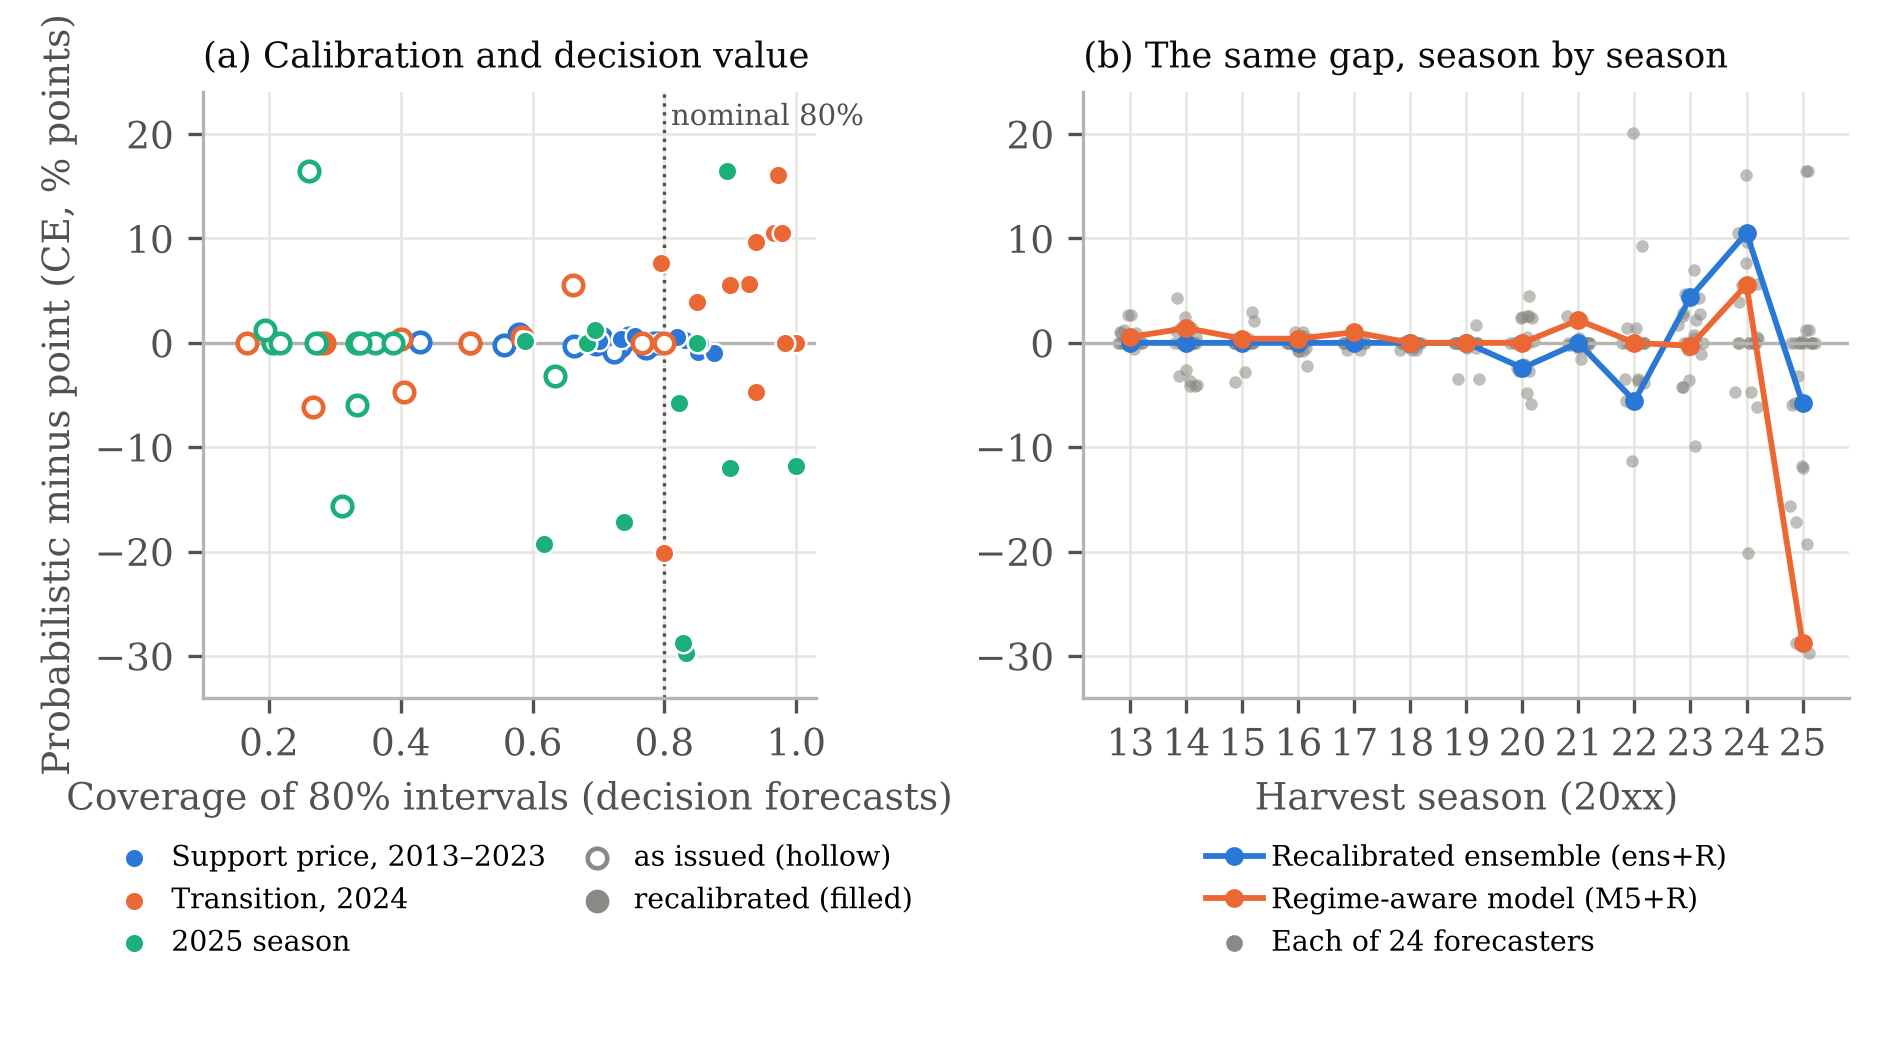 (a) Calibration and decision value
Probabilistic minus point (CE, % points)
nominal 80%
20
10
0
−10
−20
−30
0.2 0.4 0.6 0.8 1.0
Coverage of 80% intervals (decision forecasts)
Support price, 2013–2023
Transition, 2024
2025 season
as issued (hollow)
recalibrated (filled)
(b) The same gap, season by season
20
10
0
−10
−20
−30
13 14 15 16 17 18 19 20 21 22 23 24 25
Harvest season (20xx)
Recalibrated ensemble (ens+R)
Regime-aware model (M5+R)
Each of 24 forecasters